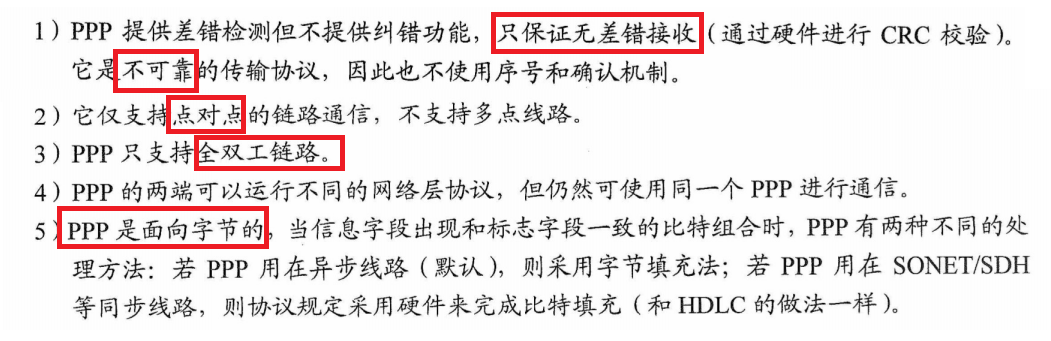 1）PPP 提供差错检测但不提供纠错功能，只保证无差错接收（通过硬件进行 CRC 校验）。
它是不可靠的传输协议，因此也不使用序号和确认机制。
2）它仅支持点对点的链路通信，不支持多点线路。
3）PPP 只支持全双工链路。
4）PPP 的两端可以运行不同的网络层协议，但仍然可使用同一个 PPP 进行通信。
5）PPP 是面向字节的，当信息字段出现和标志字段一致的比特组合时，PPP 有两种不同的处
理方法：若 PPP 用在异步线路（默认），则采用字节填充法；若 PPP 用在 SONET/SDH
等同步线路，则协议规定采用硬件来完成比特填充（和 HDLC 的做法一样）。